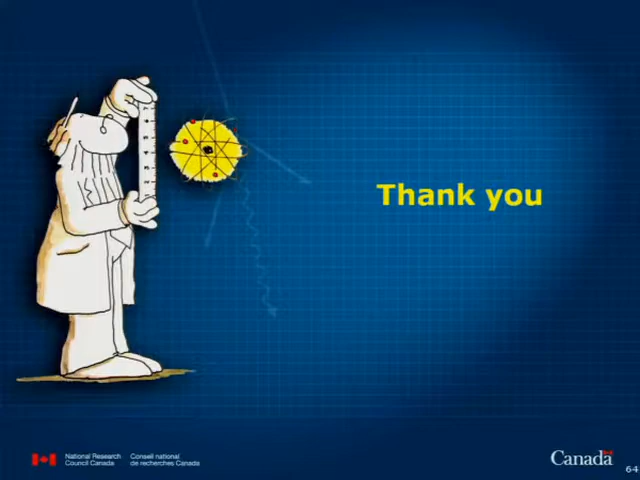 Thank you
National Research
Council Canada
Conseil national
de recherches Canada
Canada
64